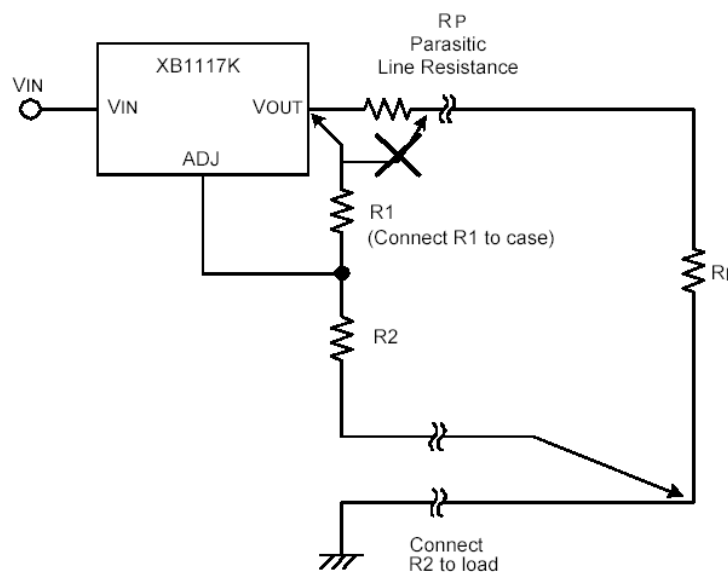 RP
Parasitic
Line Resistance
XB1117K
VIN
VIN
VOUT
ADJ
R1
(Connect R1 to case)
R2
Connect
R2 to load